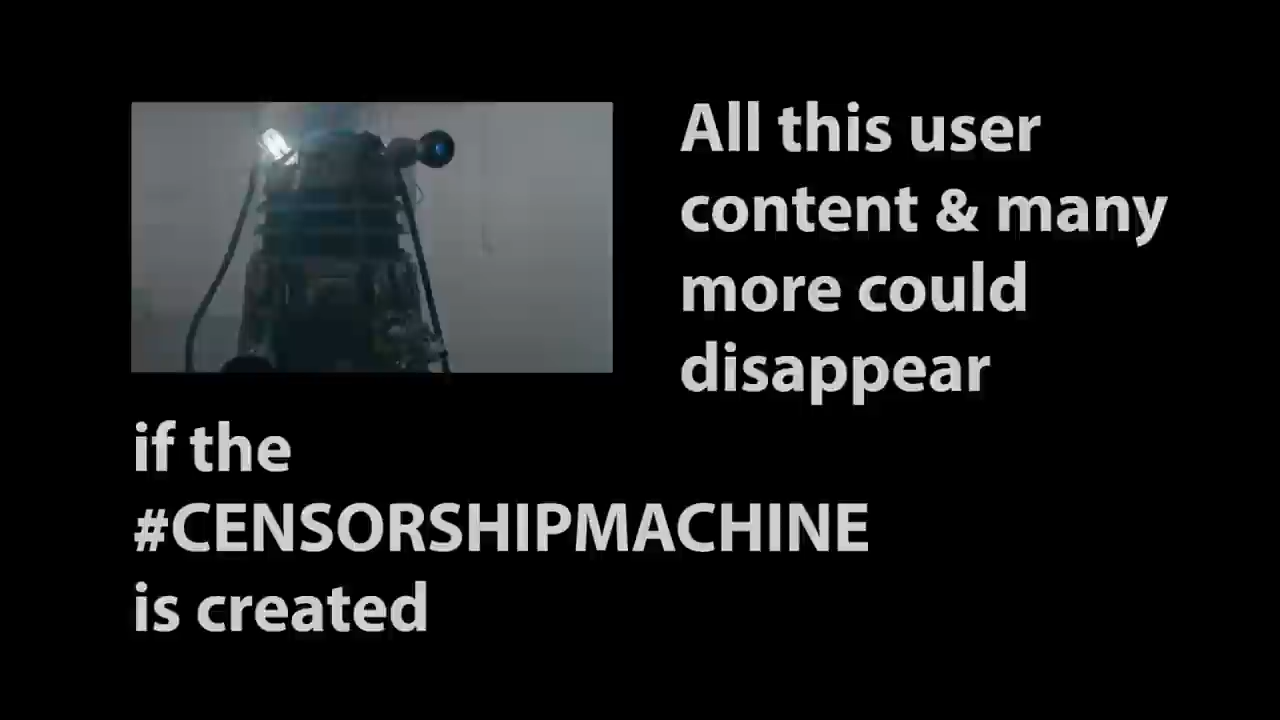 All this user
content & many
more could
disappear
if the
#CENSORSHIPMACHINE
is created